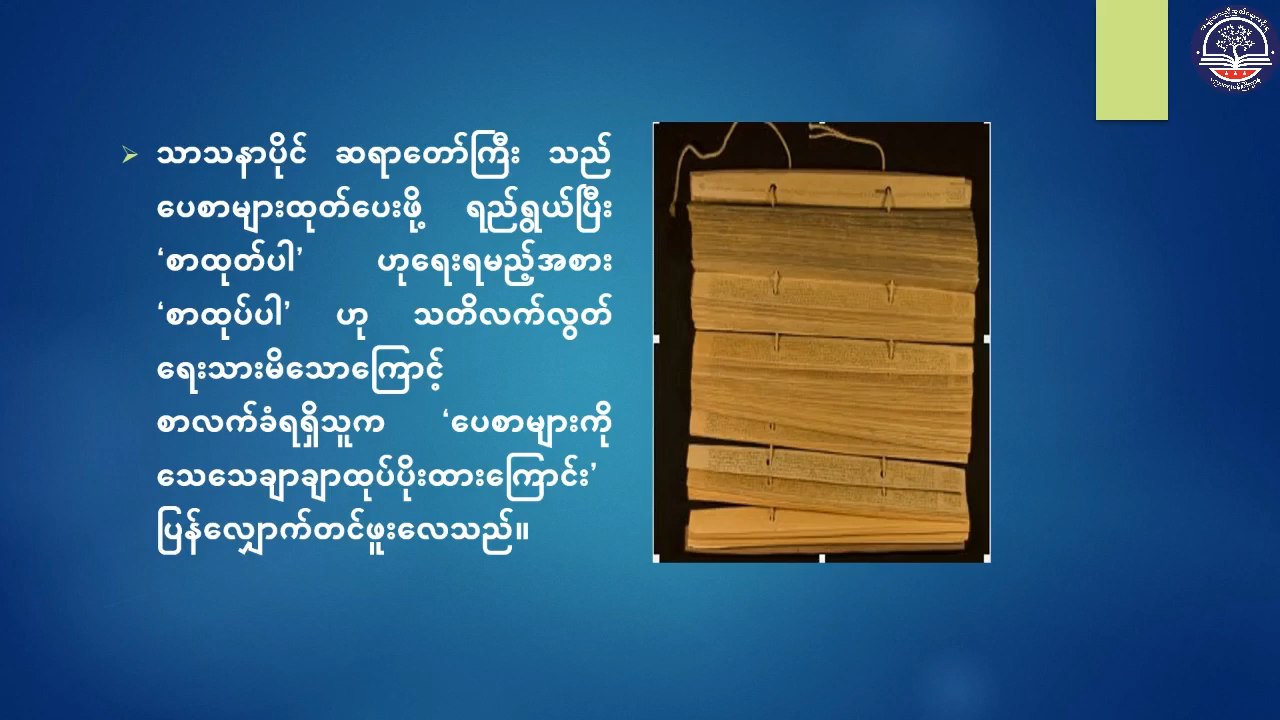 သာသနာပိုင် ဆရာတော်ကြီး သည်
ပေစာများထုတ်ပေးဖို့ ရည်ရွယ်ပြီး
‘စာထုတ်ပါ’ ဟုရေးရမည့်အစား
‘စာထုပ်ပါ’ ဟု သတိလက်လွတ်
ရေးသားမိသောကြောင့်
စာလက်ခံရရှိသူက ‘ပေစာများကို
သေသေချာချာထုပ်ပိုးထားကြောင်း’
ပြန်လျှောက်တင်ဖူးလေသည်။